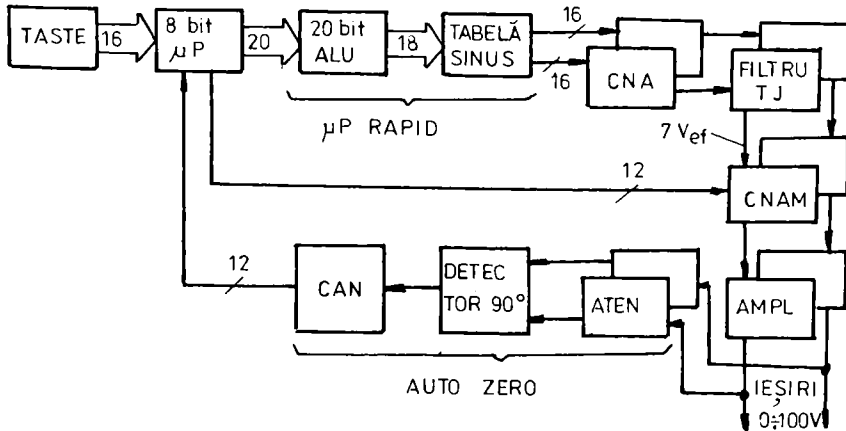 TASTE
16
8 bit
μP
20
20 bit
ALU
18
TABELĂ
SINUS
16
16
CNA
FILTRU
TJ
μP RAPID
7 Vef
12
CNAM
12
CAN
DETEC
TOR 90°
ATEN
AMPL
AUTO ZERO
IEȘIRI
0÷100V